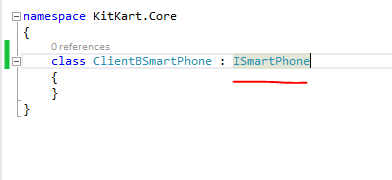 namespace KitKart.Core
{
0 references
class ClientBSmartPhone : ISmartPhone
{
}
}